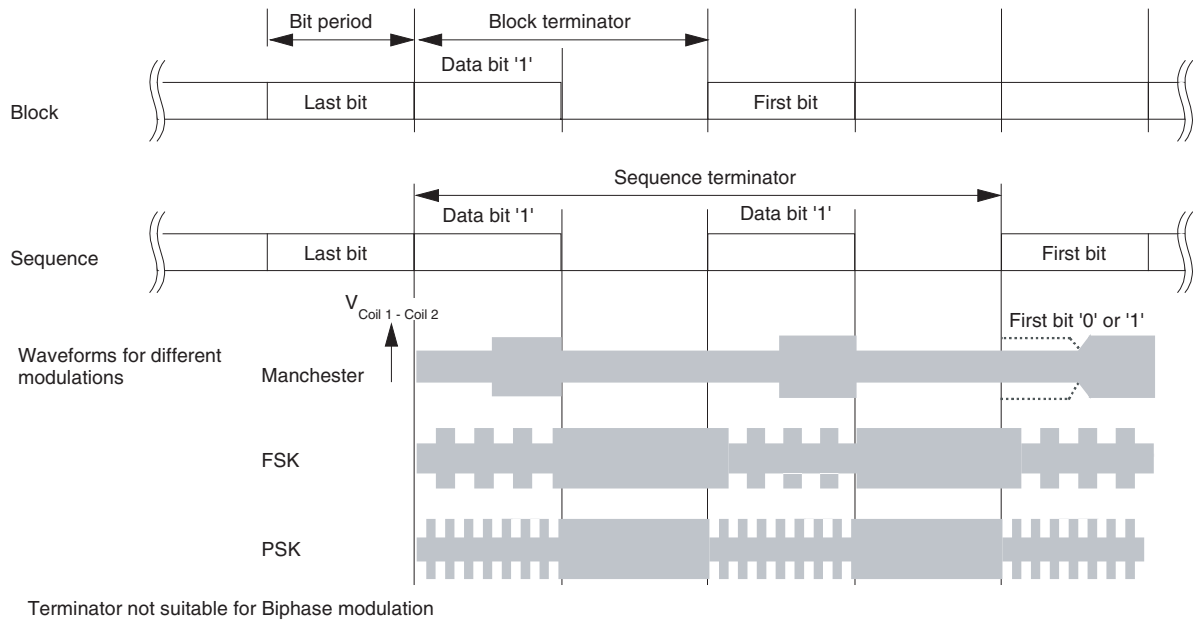 Bit period
Block terminator
Data bit '1'
Block
Last bit
First bit
Sequence terminator
Data bit '1'
Data bit '1'
Sequence
Last bit
First bit
V Coil 1 - Coil 2
First bit '0' or '1'
Waveforms for different
modulations
Manchester
FSK
PSK
Terminator not suitable for Biphase modulation